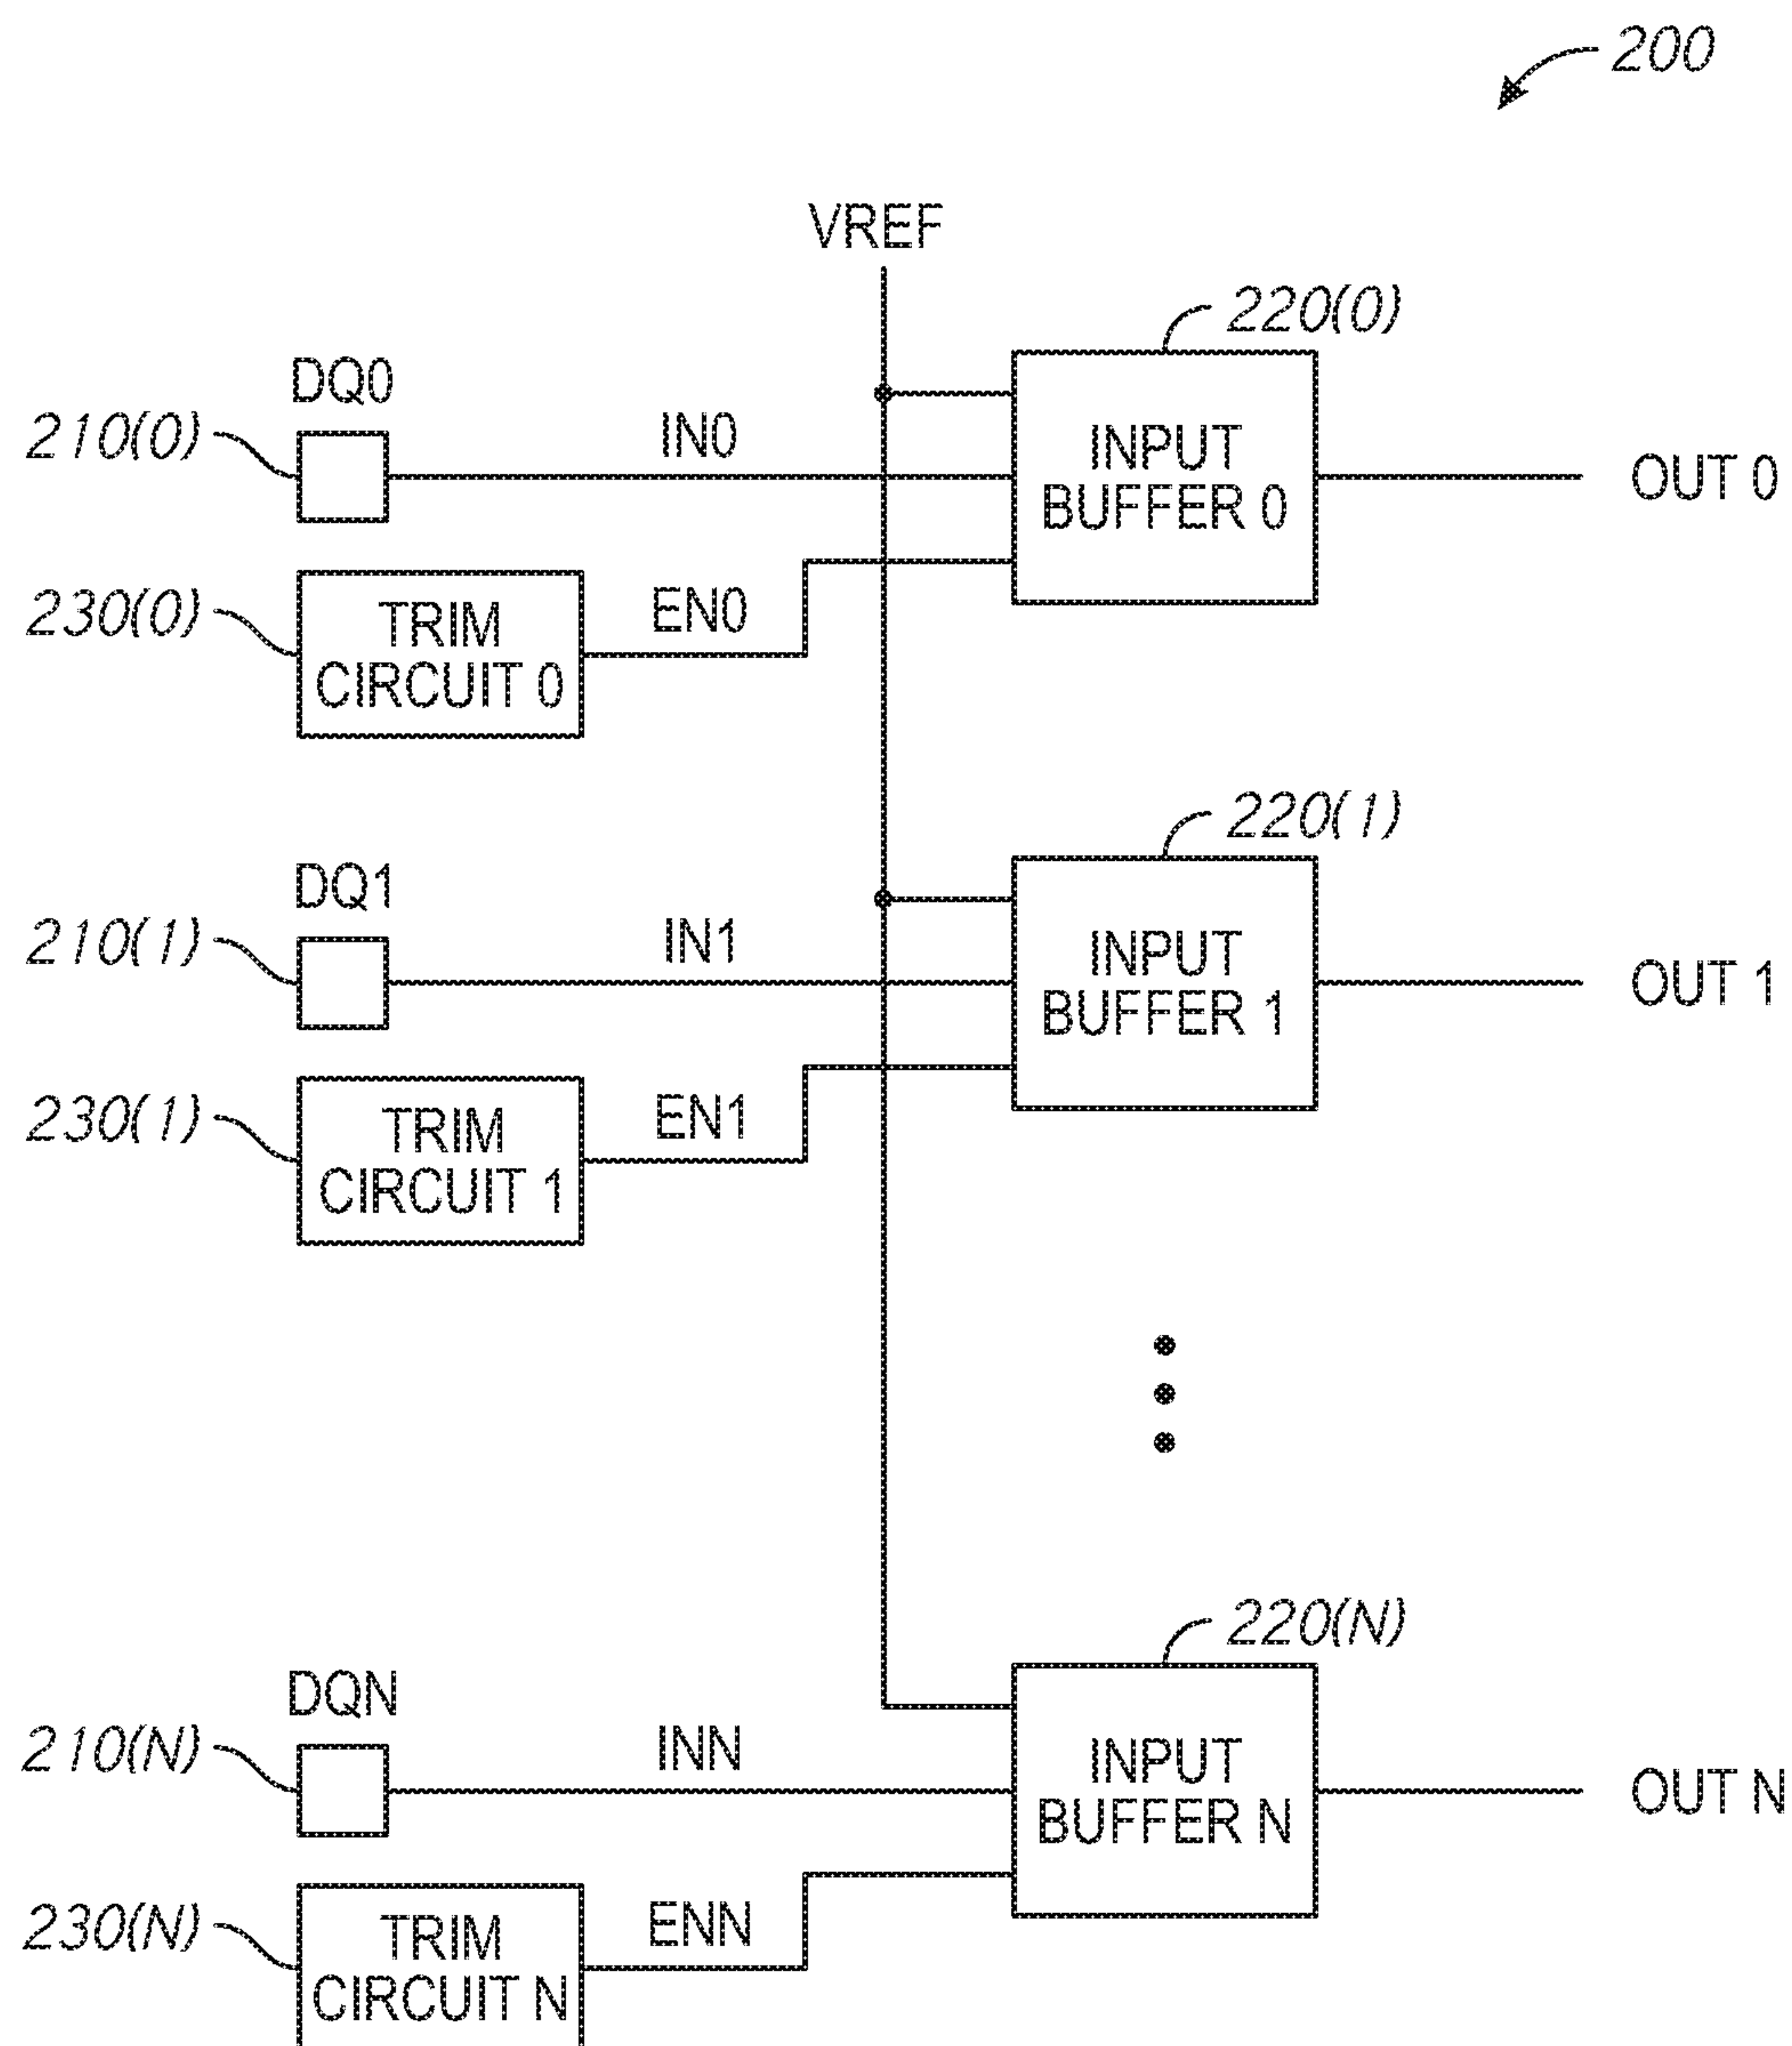 200
VREF
220(0)
DQ0
210(0)
IN0
INPUT
BUFFER 0
OUT 0
230(0)
TRIM
CIRCUIT 0
EN0
220(1)
DQ1
210(1)
IN1
INPUT
BUFFER 1
OUT 1
230(1)
TRIM
CIRCUIT 1
EN1
220(N)
DQN
210(N)
INN
INPUT
BUFFER N
OUT N
230(N)
TRIM
CIRCUIT N
ENN